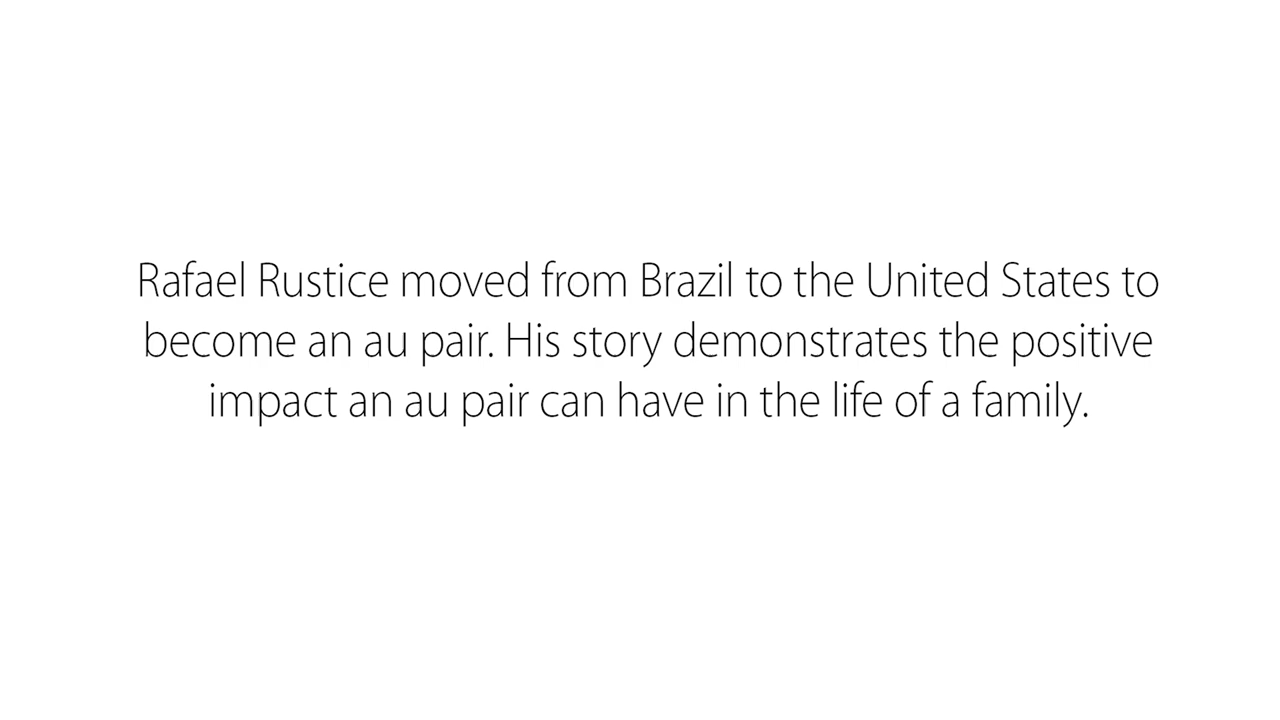 Rafael Rustice moved from Brazil to the United States to
become an au pair. His story demonstrates the positive
impact an au pair can have in the life of a family.